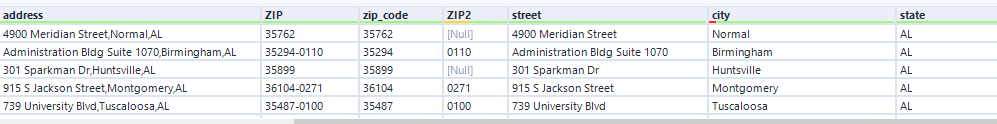 address ZIP zip_code ZIP2 street city state
4900 Meridian Street,Normal,AL 35762 35762 [Null] 4900 Meridian Street Normal AL
Administration Bldg Suite 1070,Birmingham,AL 35294-0110 35294 0110 Administration Bldg Suite 1070 Birmingham AL
301 Sparkman Dr,Huntsville,AL 35899 35899 [Null] 301 Sparkman Dr Huntsville AL
915 S Jackson Street,Montgomery,AL 36104-0271 36104 0271 915 S Jackson Street Montgomery AL
739 University Blvd,Tuscaloosa,AL 35487-0100 35487 0100 739 University Blvd Tuscaloosa AL